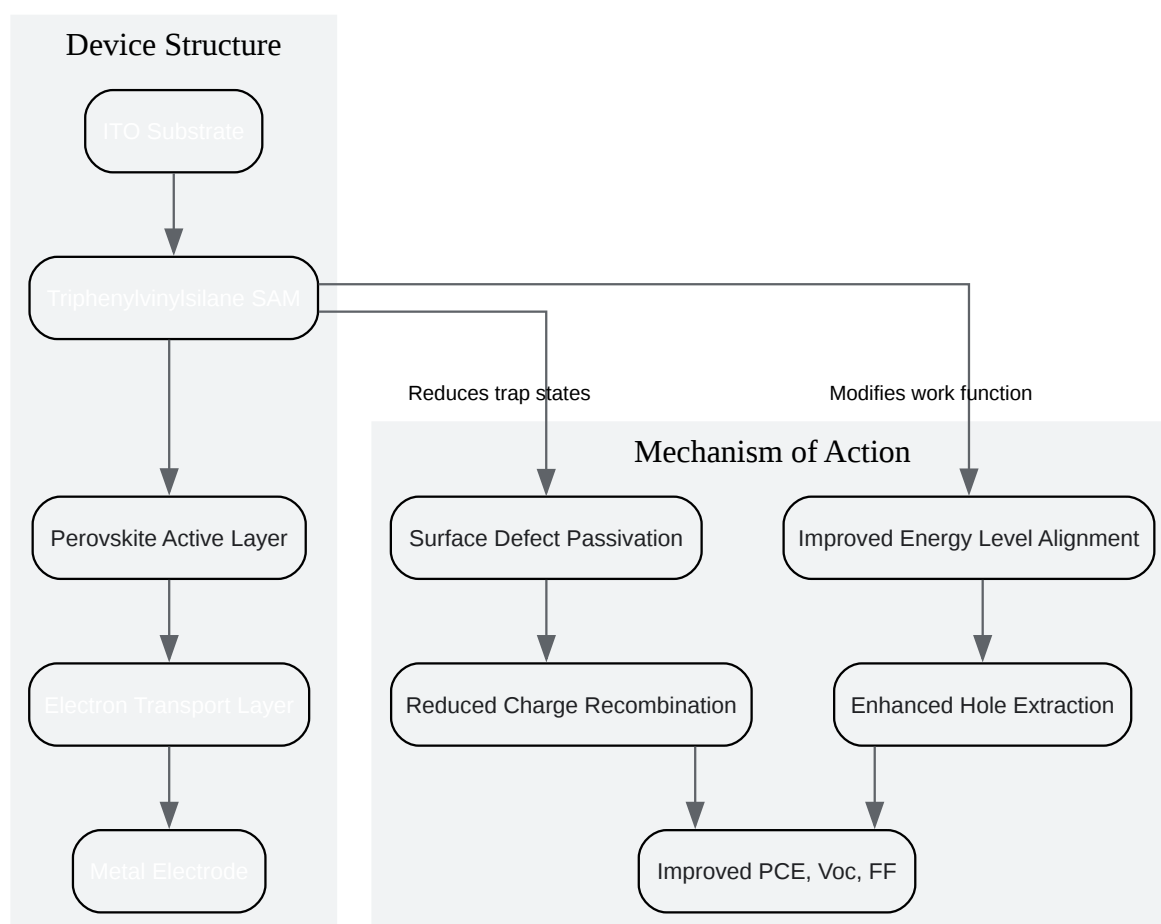 Device Structure
ITO Substrate
Triphenylvinylsilane SAM
Reduces trap states
Modifies work function
Mechanism of Action
Perovskite Active Layer
Surface Defect Passivation
Improved Energy Level Alignment
Electron Transport Layer
Reduced Charge Recombination
Enhanced Hole Extraction
Metal Electrode
Improved PCE, Voc, FF